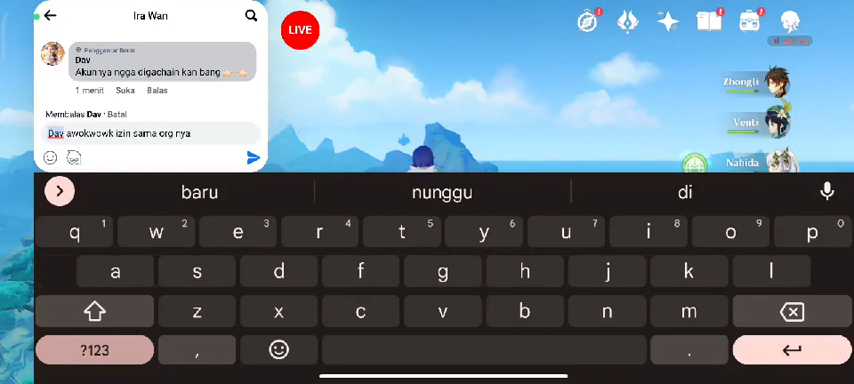 Ira Wan
LIVE
Penggemar Berat
Dav
Akunnya ngga digachain kan bang
1 menit Suka Balas
Membalas Dav · Batal
Dav awokwowk izin sama org nya
Zhongli
Venti
Nahida
baru nunggu di
q 1 w 2 e 3 r 4 t 5 y 6 u 7 i 8 o 9 p 0
a s d f g h j k l
z x c v b n m
?123 , .